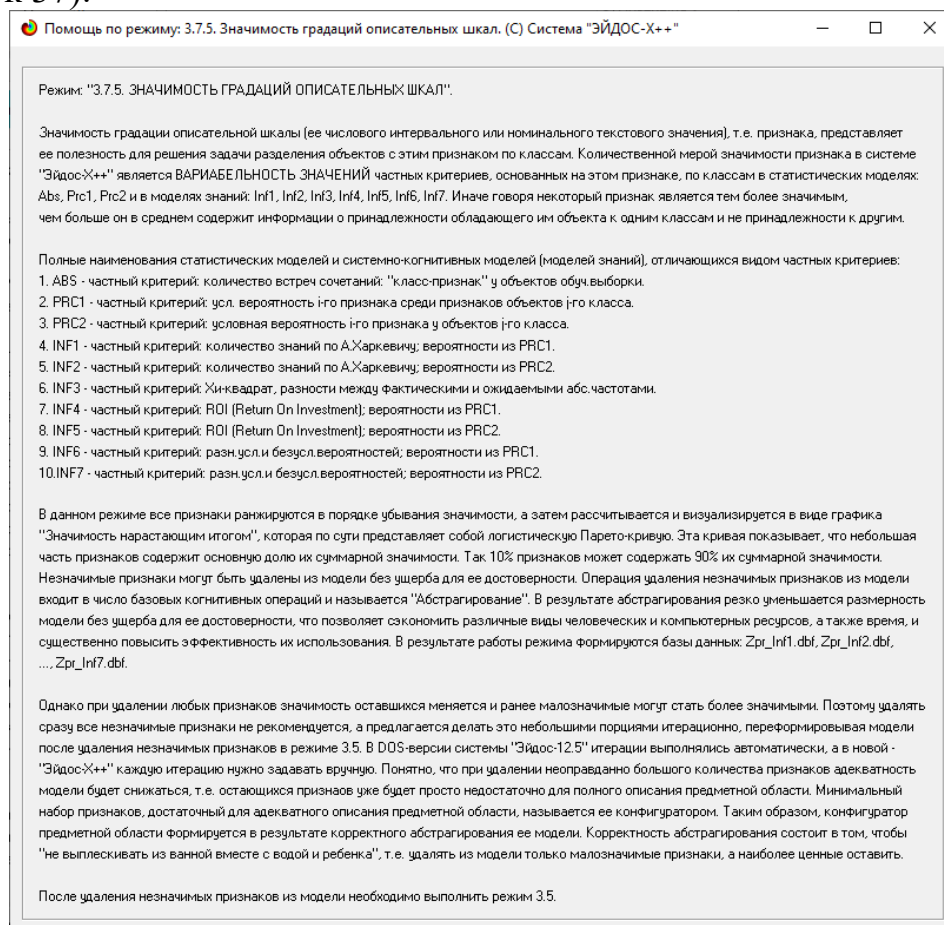 к 37).
Помощь по режиму: 3.7.5. Значимость градаций описательных шкал. (С) Система "ЭЙДОС-X++"
Режим: "3.7.5. ЗНАЧИМОСТЬ ГРАДАЦИЙ ОПИСАТЕЛЬНЫХ ШКАЛ".
Значимость градации описательной шкалы (ее числового интервального или номинального текстового значения), т.е. признака, представляет
ее полезность для решения задачи разделения объектов с этим признаком по классам. Количественной мерой значимости признака в системе
"Эйдос-X++" является ВАРИАБЕЛЬНОСТЬ ЗНАЧЕНИЙ частных критериев, основанных на этом признаке, по классам в статистических моделях:
Abs, Prc1, Prc2 и в моделях знаний: Inf1, Inf2, Inf3, Inf4, Inf5, Inf6, Inf7. Иначе говоря некоторый признак является тем более значимым,
чем больше он в среднем содержит информации о принадлежности обладающего им объекта к одним классам и не принадлежности к другим.
Полные наименования статистических моделей и системно-когнитивных моделей (моделей знаний), отличающихся видом частных критериев:
1. ABS - частный критерий: количество встреч сочетаний: "класс-признак" у объектов обуч.выборки.
2. PRC1 - частный критерий: усл. вероятность i-го признака среди признаков объектов j-го класса.
3. PRC2 - частный критерий: условная вероятность i-го признака у объектов j-го класса.
4. INF1 - частный критерий: количество знаний по А.Харкевичу; вероятности из PRC1.
5. INF2 - частный критерий: количество знаний по А.Харкевичу; вероятности из PRC2.
6. INF3 - частный критерий: Хи-квадрат, разности между фактическими и ожидаемыми абс.частотами.
7. INF4 - частный критерий: ROI (Return On Investment); вероятности из PRC1.
8. INF5 - частный критерий: ROI (Return On Investment); вероятности из PRC2.
9. INF6 - частный критерий: разн.усл.и безусл.вероятностей; вероятности из PRC1.
10.INF7 - частный критерий: разн.усл.и безусл.вероятностей; вероятности из PRC2.
В данном режиме все признаки ранжируются в порядке убывания значимости, а затем рассчитывается и визуализируется в виде графика
"Значимость нарастающим итогом", которая по сути представляет собой логистическую Парето-кривую. Эта кривая показывает, что небольшая
часть признаков содержит основную долю их суммарной значимости. Так 10% признаков может содержать 90% их суммарной значимости.
Незначимые признаки могут быть удалены из модели без ущерба для ее достоверности. Операция удаления незначимых признаков из модели
входит в число базовых когнитивных операций и называется "Абстрагирование". В результате абстрагирования резко уменьшается размерность
модели без ущерба для ее достоверности, что позволяет сэкономить различные виды человеческих и компьютерных ресурсов, а также время, и
существенно повысить эффективность их использования. В результате работы режима формируются базы данных: Zpr_Inf1.dbf, Zpr_Inf2.dbf,
..., Zpr_Inf7.dbf.
Однако при удалении любых признаков значимость оставшихся меняется и ранее малозначимые могут стать более значимыми. Поэтому удалять
сразу все незначимые признаки не рекомендуется, а предлагается делать это небольшими порциями итерационно, переформировывая модели
после удаления незначимых признаков в режиме 3.5. В DOS-версии системы "Эйдос-12.5" итерации выполнялись автоматически, а в новой -
"Эйдос-X++" каждую итерацию нужно задавать вручную. Понятно, что при удалении неоправданно большого количества признаков адекватность
модели будет снижаться, т.е. остающихся признаов уже будет просто недостаточно для полного описания предметной области. Минимальный
набор признаков, достаточный для адекватного описания предметной области, называется ее конфигуратором. Таким образом, конфигуратор
предметной области формируется в результате корректного абстрагирования ее модели. Корректность абстрагирования состоит в том, чтобы
"не выплескивать из ванной вместе с водой и ребенка", т.е. удалять из модели только малозначимые признаки, а наиболее ценные оставить.
После удаления незначимых признаков из модели необходимо выполнить режим 3.5.